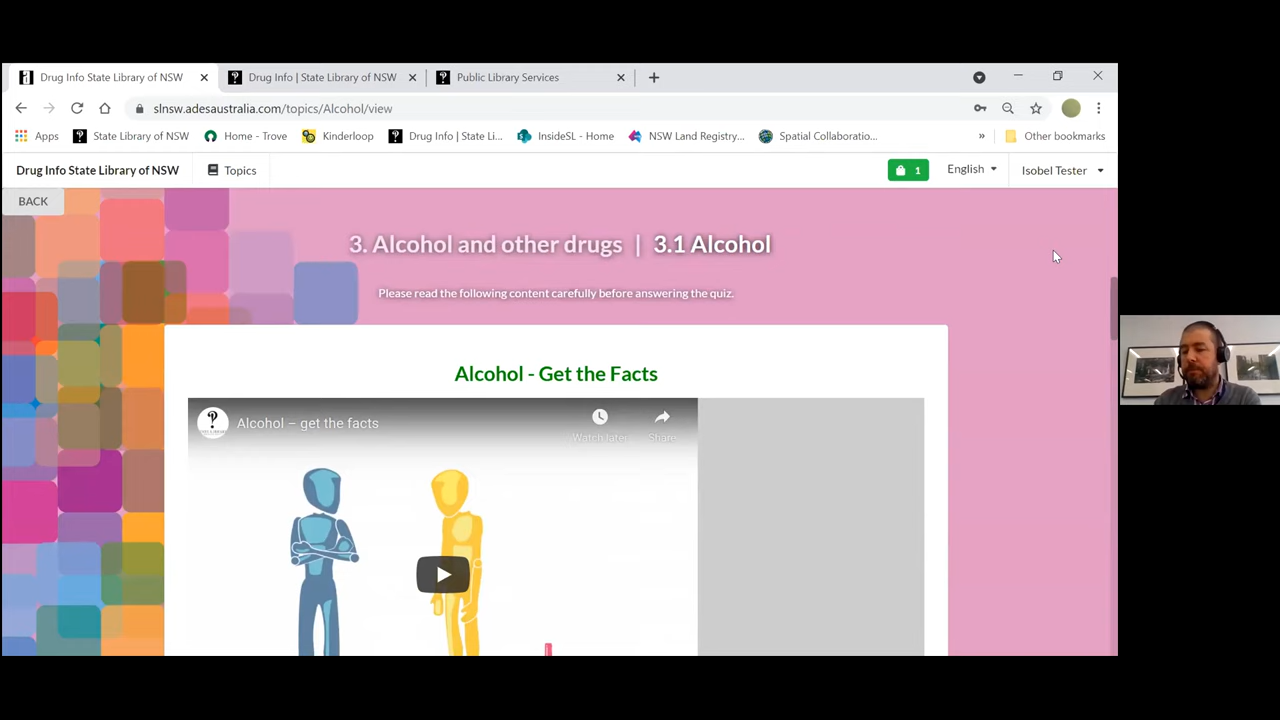 Drug Info State Library of NSW
Drug Info | State Library of NSW
Public Library Services
slnsw.adesaustralia.com/topics/Alcohol/view
Apps
State Library of NSW
Home - Trove
Kinderloop
Drug Info | State Li...
InsideSL - Home
NSW Land Registry...
Spatial Collaboratio...
»
Other bookmarks
Drug Info State Library of NSW
Topics
1
English
Isobel Tester
BACK
3. Alcohol and other drugs | 3.1 Alcohol
Please read the following content carefully before answering the quiz.
Alcohol - Get the Facts
Alcohol – get the facts
Watch later
Share